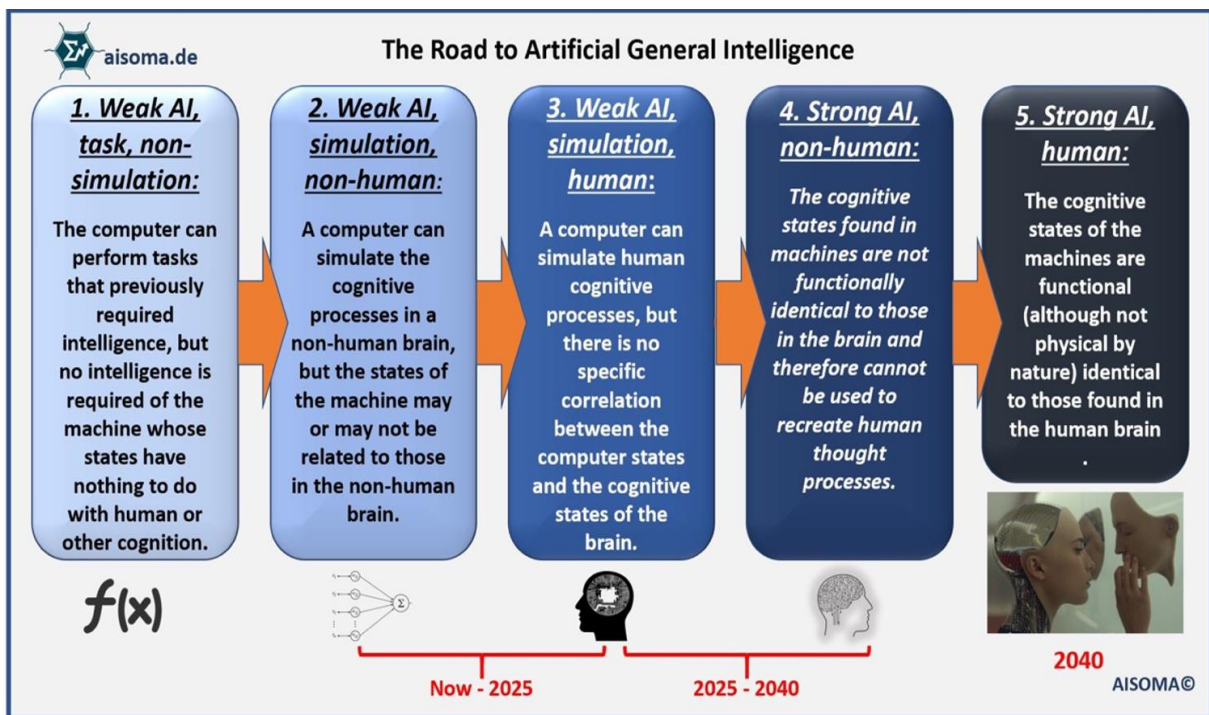 aisoma.de
The Road to Artificial General Intelligence
1. Weak AI,
task, non-
simulation:
The computer can
perform tasks
that previously
required
intelligence, but
no intelligence is
required of the
machine whose
states have
nothing to do
with human or
other cognition.
2. Weak AI,
simulation,
non-human:
A computer can
simulate the
cognitive
processes in a
non-human brain,
but the states of
the machine may
or may not be
related to those
in the non-human
brain.
3. Weak AI,
simulation,
human:
A computer can
simulate human
cognitive
processes, but
there is no
specific
correlation
between the
computer states
and the cognitive
states of the
brain.
4. Strong AI,
non-human:
The cognitive
states found in
machines are not
functionally
identical to those
in the brain and
therefore cannot
be used to
recreate human
thought
processes.
5. Strong AI,
human:
The cognitive
states of the
machines are
functional
(although not
physical by
nature) identical
to those found in
the human brain
.
f(x)
Σ
Now - 2025
2025 - 2040
2040
AISOMA©